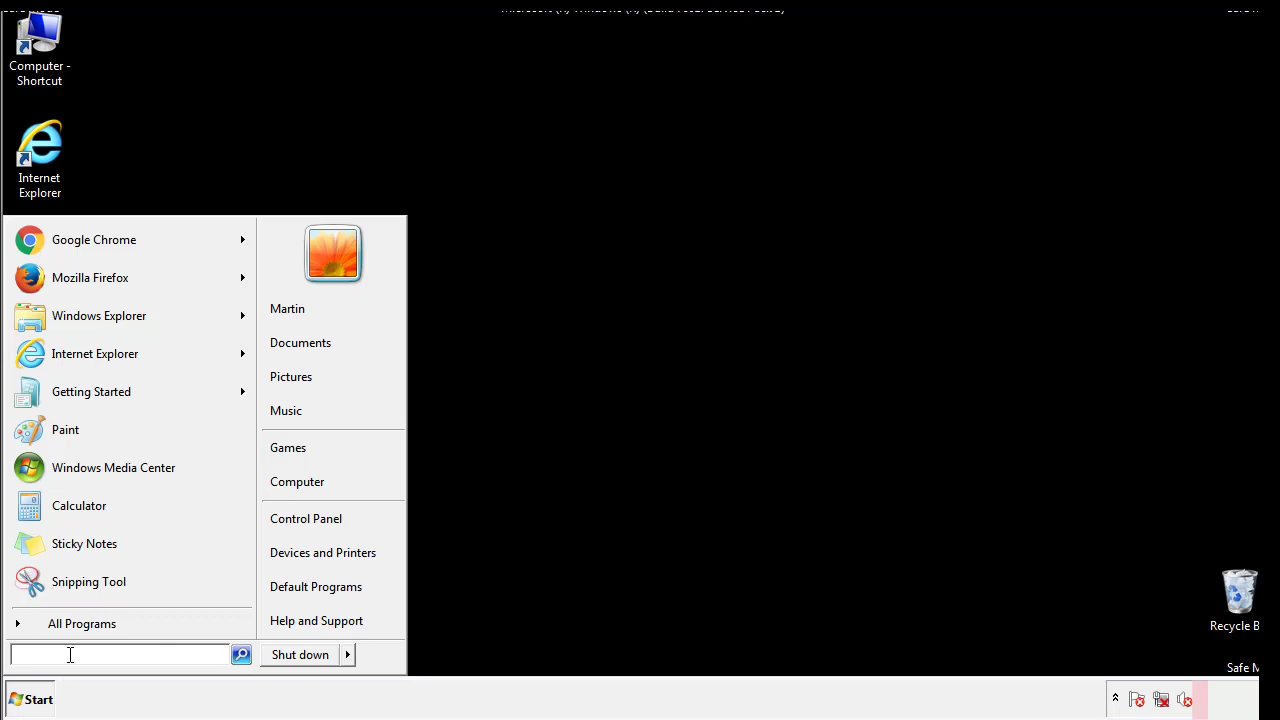 Computer -
Shortcut
Internet
Explorer
Google Chrome
Mozilla Firefox
Windows Explorer
Internet Explorer
Getting Started
Paint
Windows Media Center
Calculator
Sticky Notes
Snipping Tool
All Programs
Martin
Documents
Pictures
Music
Games
Computer
Control Panel
Devices and Printers
Default Programs
Help and Support
Shut down
Recycle B
Safe M
Start